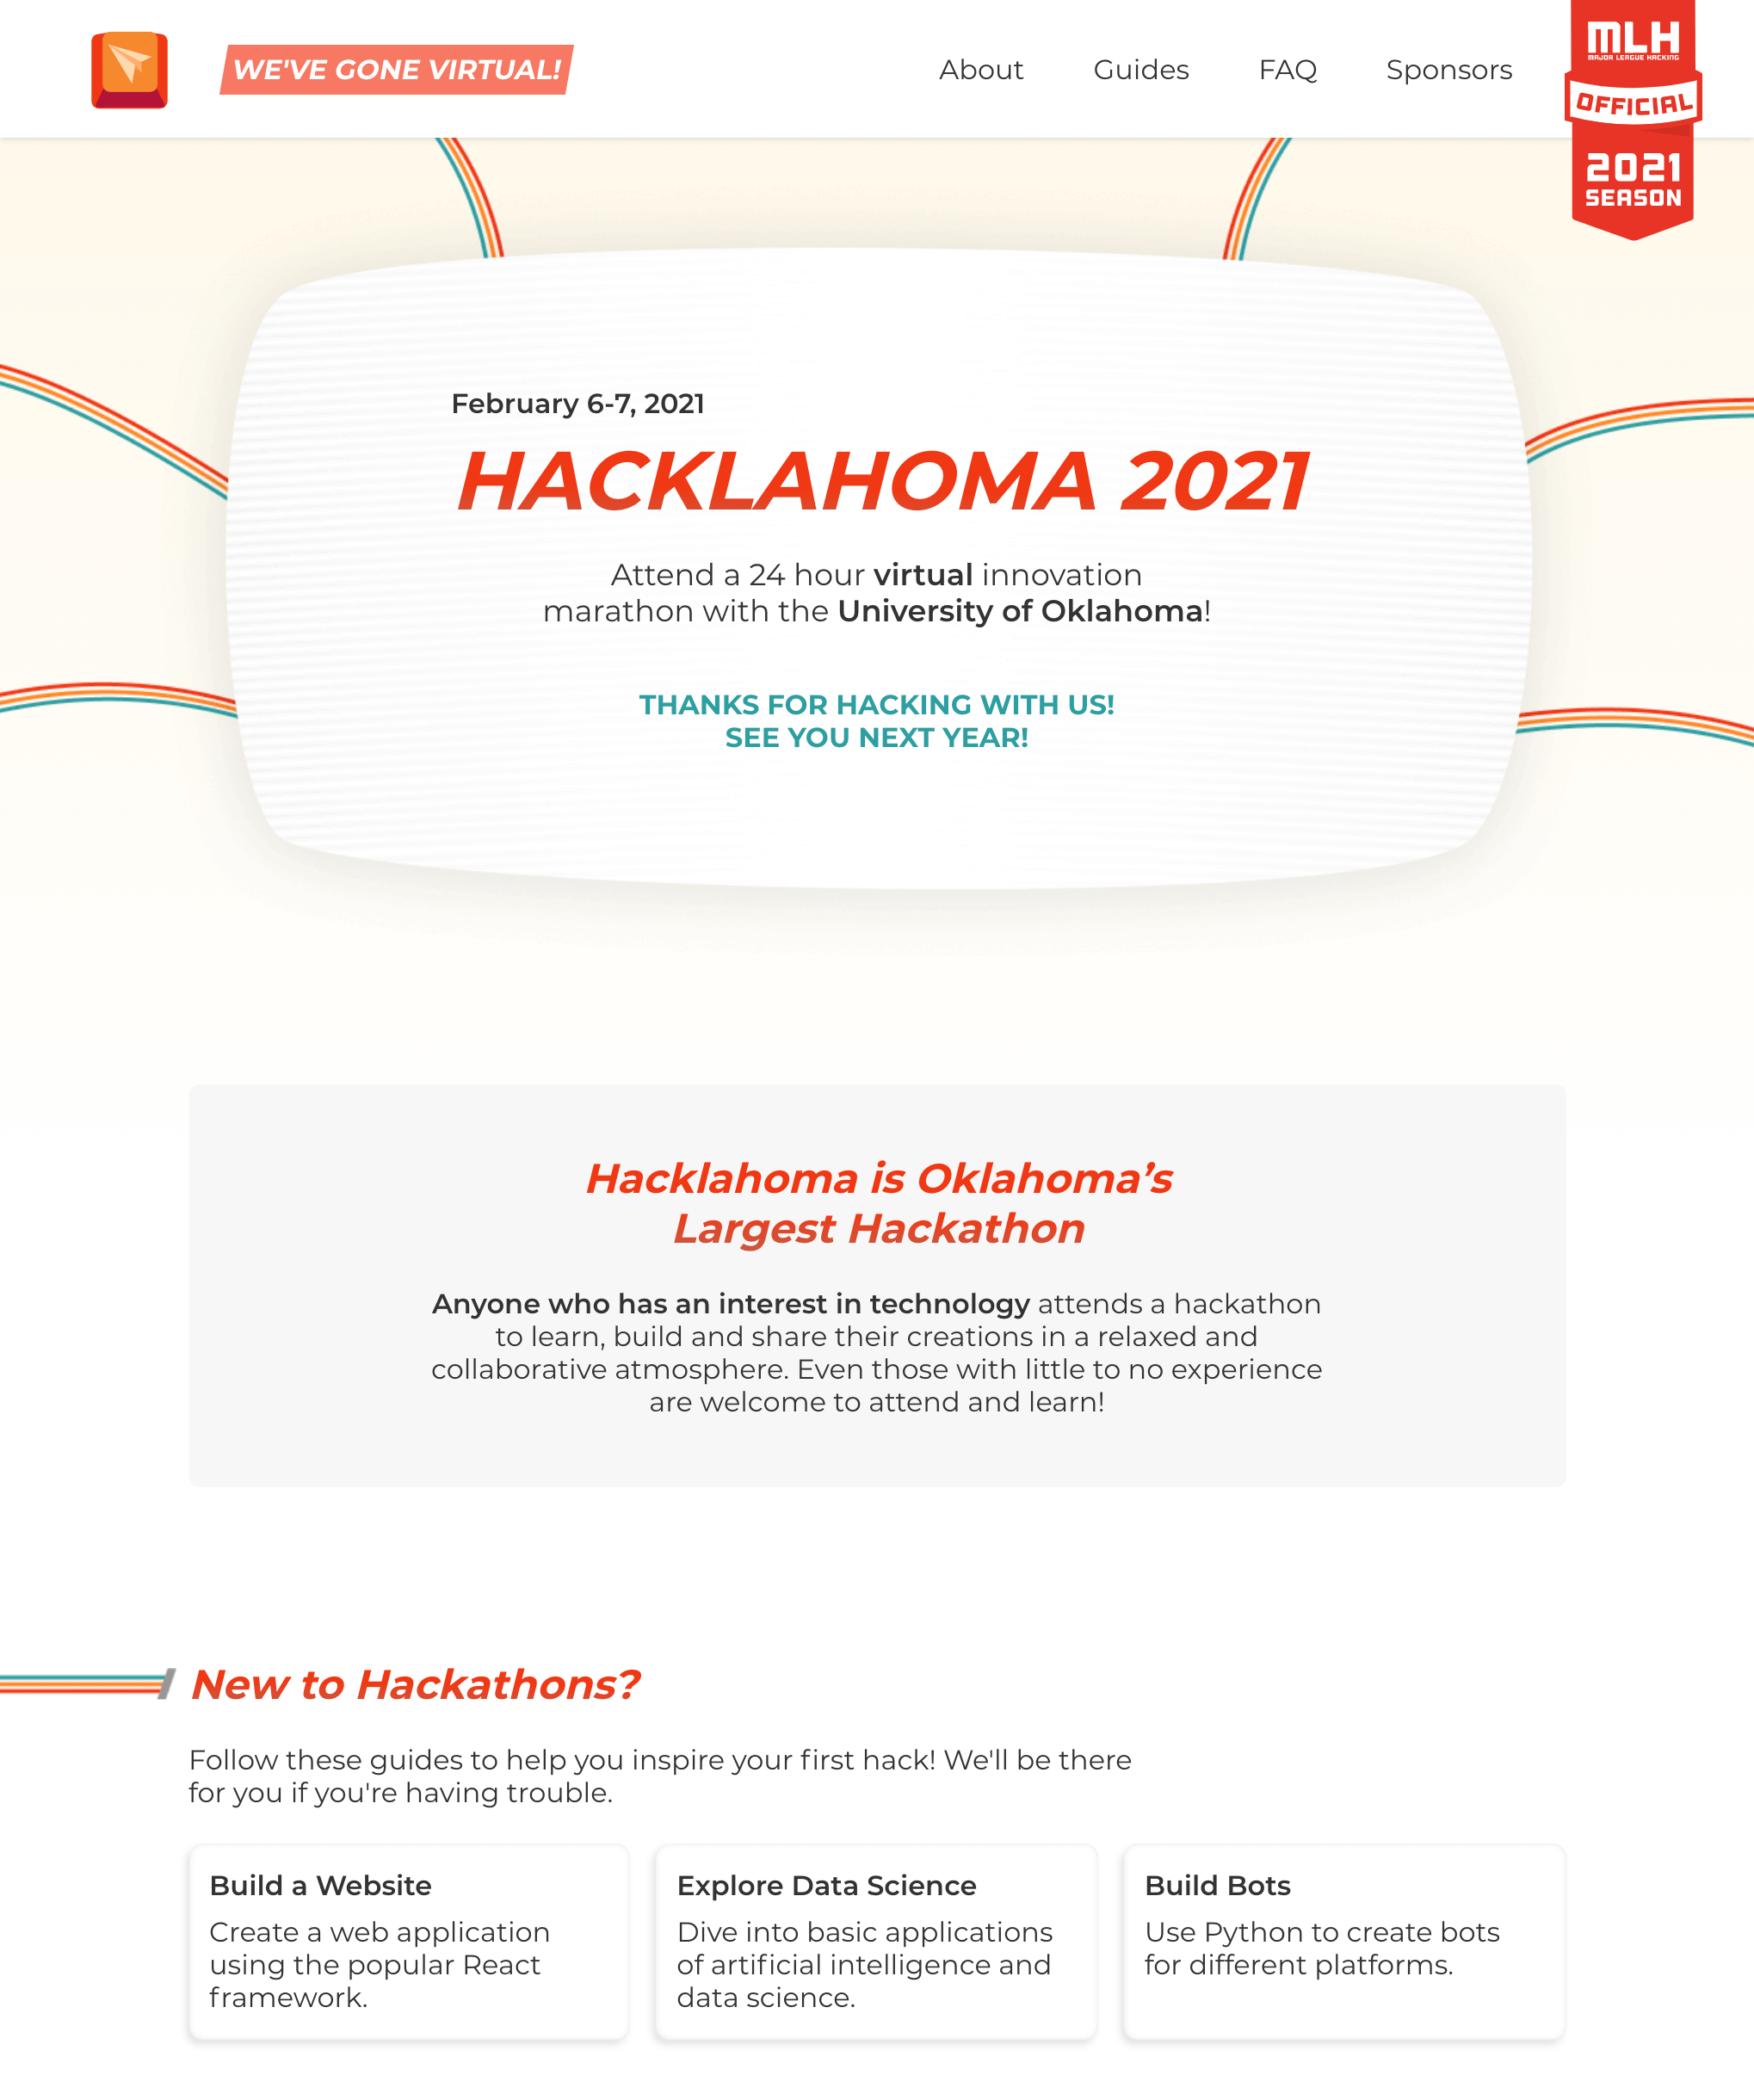 WE'VE GONE VIRTUAL!
About
Guides
FAQ
Sponsors
MLH
MAJOR LEAGUE HACKING
OFFICIAL
2021
SEASON
February 6-7, 2021
HACKLAHOMA 2021
Attend a 24 hour virtual innovation
marathon with the University of Oklahoma!
THANKS FOR HACKING WITH US!
SEE YOU NEXT YEAR!
Hacklahoma is Oklahoma’s
Largest Hackathon
Anyone who has an interest in technology attends a hackathon
to learn, build and share their creations in a relaxed and
collaborative atmosphere. Even those with little to no experience
are welcome to attend and learn!
New to Hackathons?
Follow these guides to help you inspire your first hack! We'll be there
for you if you're having trouble.
Build a Website
Create a web application
using the popular React
framework.
Explore Data Science
Dive into basic applications
of artificial intelligence and
data science.
Build Bots
Use Python to create bots
for different platforms.